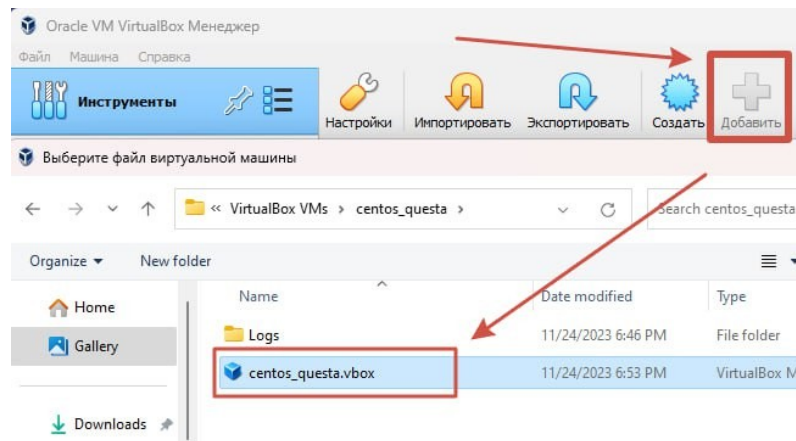 Oracle VM VirtualBox Менеджер
Файл Машина Справка
Инструменты
Настройки Импортировать Экспортировать Создать Добавить
Выберите файл виртуальной машины
« VirtualBox VMs > centos_questa >
Search centos_questa
Organize New folder
Name Date modified Type
Home
Gallery
Downloads
Logs 11/24/2023 6:46 PM File folder
centos_questa.vbox 11/24/2023 6:53 PM VirtualBox M